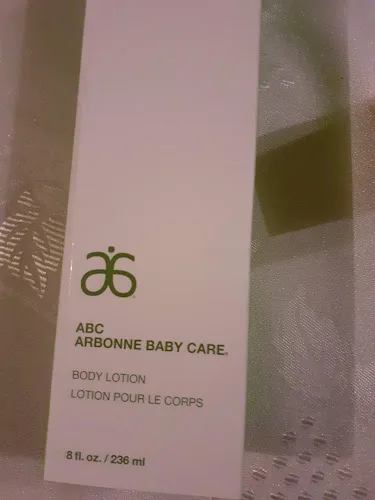 ABC
ARBONNE BABY CARE®
BODY LOTION
LOTION POUR LE CORPS
8 fl. oz. / 236 ml